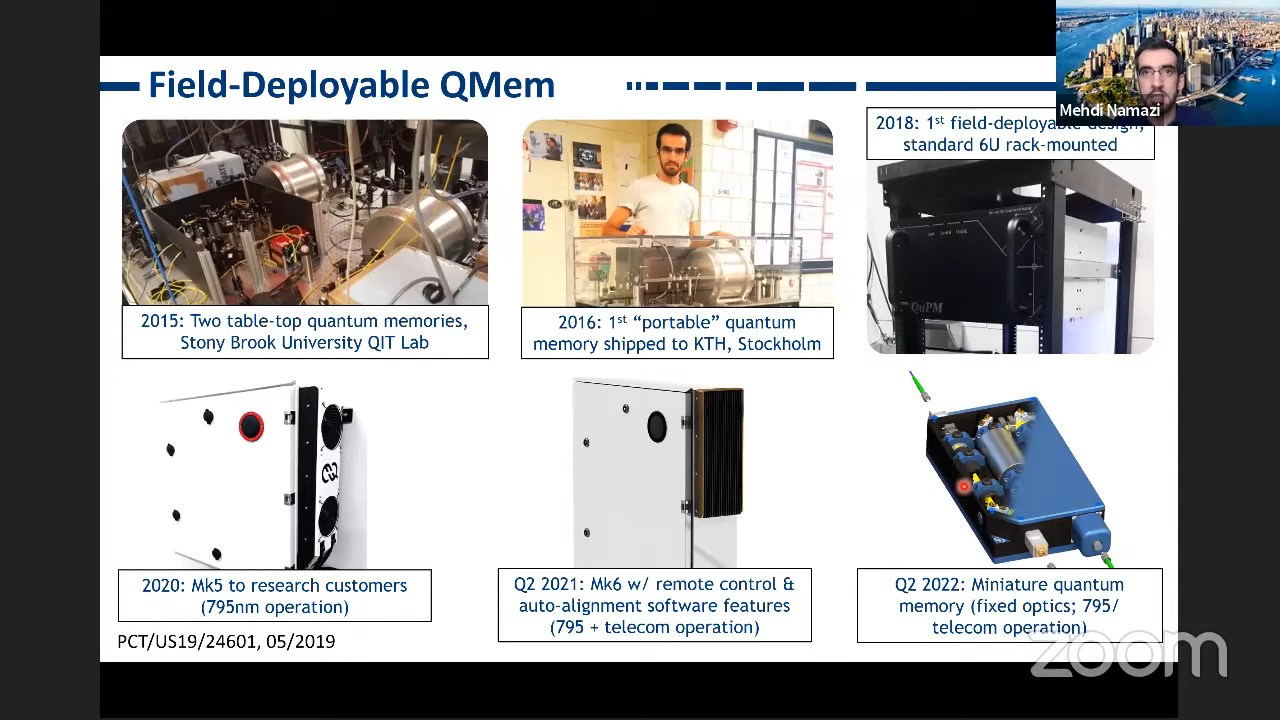 Field-Deployable QMem
Mehdi Namazi
2018: 1st field-deployable design,
standard 6U rack-mounted
QuPM
2015: Two table-top quantum memories,
Stony Brook University QIT Lab
2016: 1st “portable” quantum
memory shipped to KTH, Stockholm
2020: Mk5 to research customers
(795nm operation)
Q2 2021: Mk6 w/ remote control &
auto-alignment software features
(795 + telecom operation)
Q2 2022: Miniature quantum
memory (fixed optics; 795/
telecom operation)
PCT/US19/24601, 05/2019
zoom